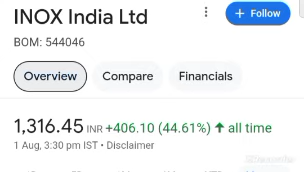 INOX India Ltd
+ Follow
BOM: 544046
Overview Compare Financials
1,316.45 INR +406.10 (44.61%) ↑ all time
1 Aug, 3:30 pm IST • Disclaimer